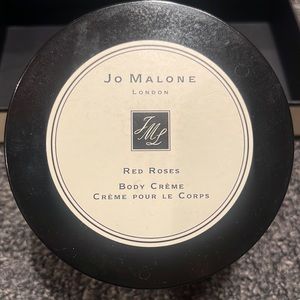 JO MALONE
LONDON
JML
RED ROSES
BODY CRÈME
CRÈME POUR LE CORPS